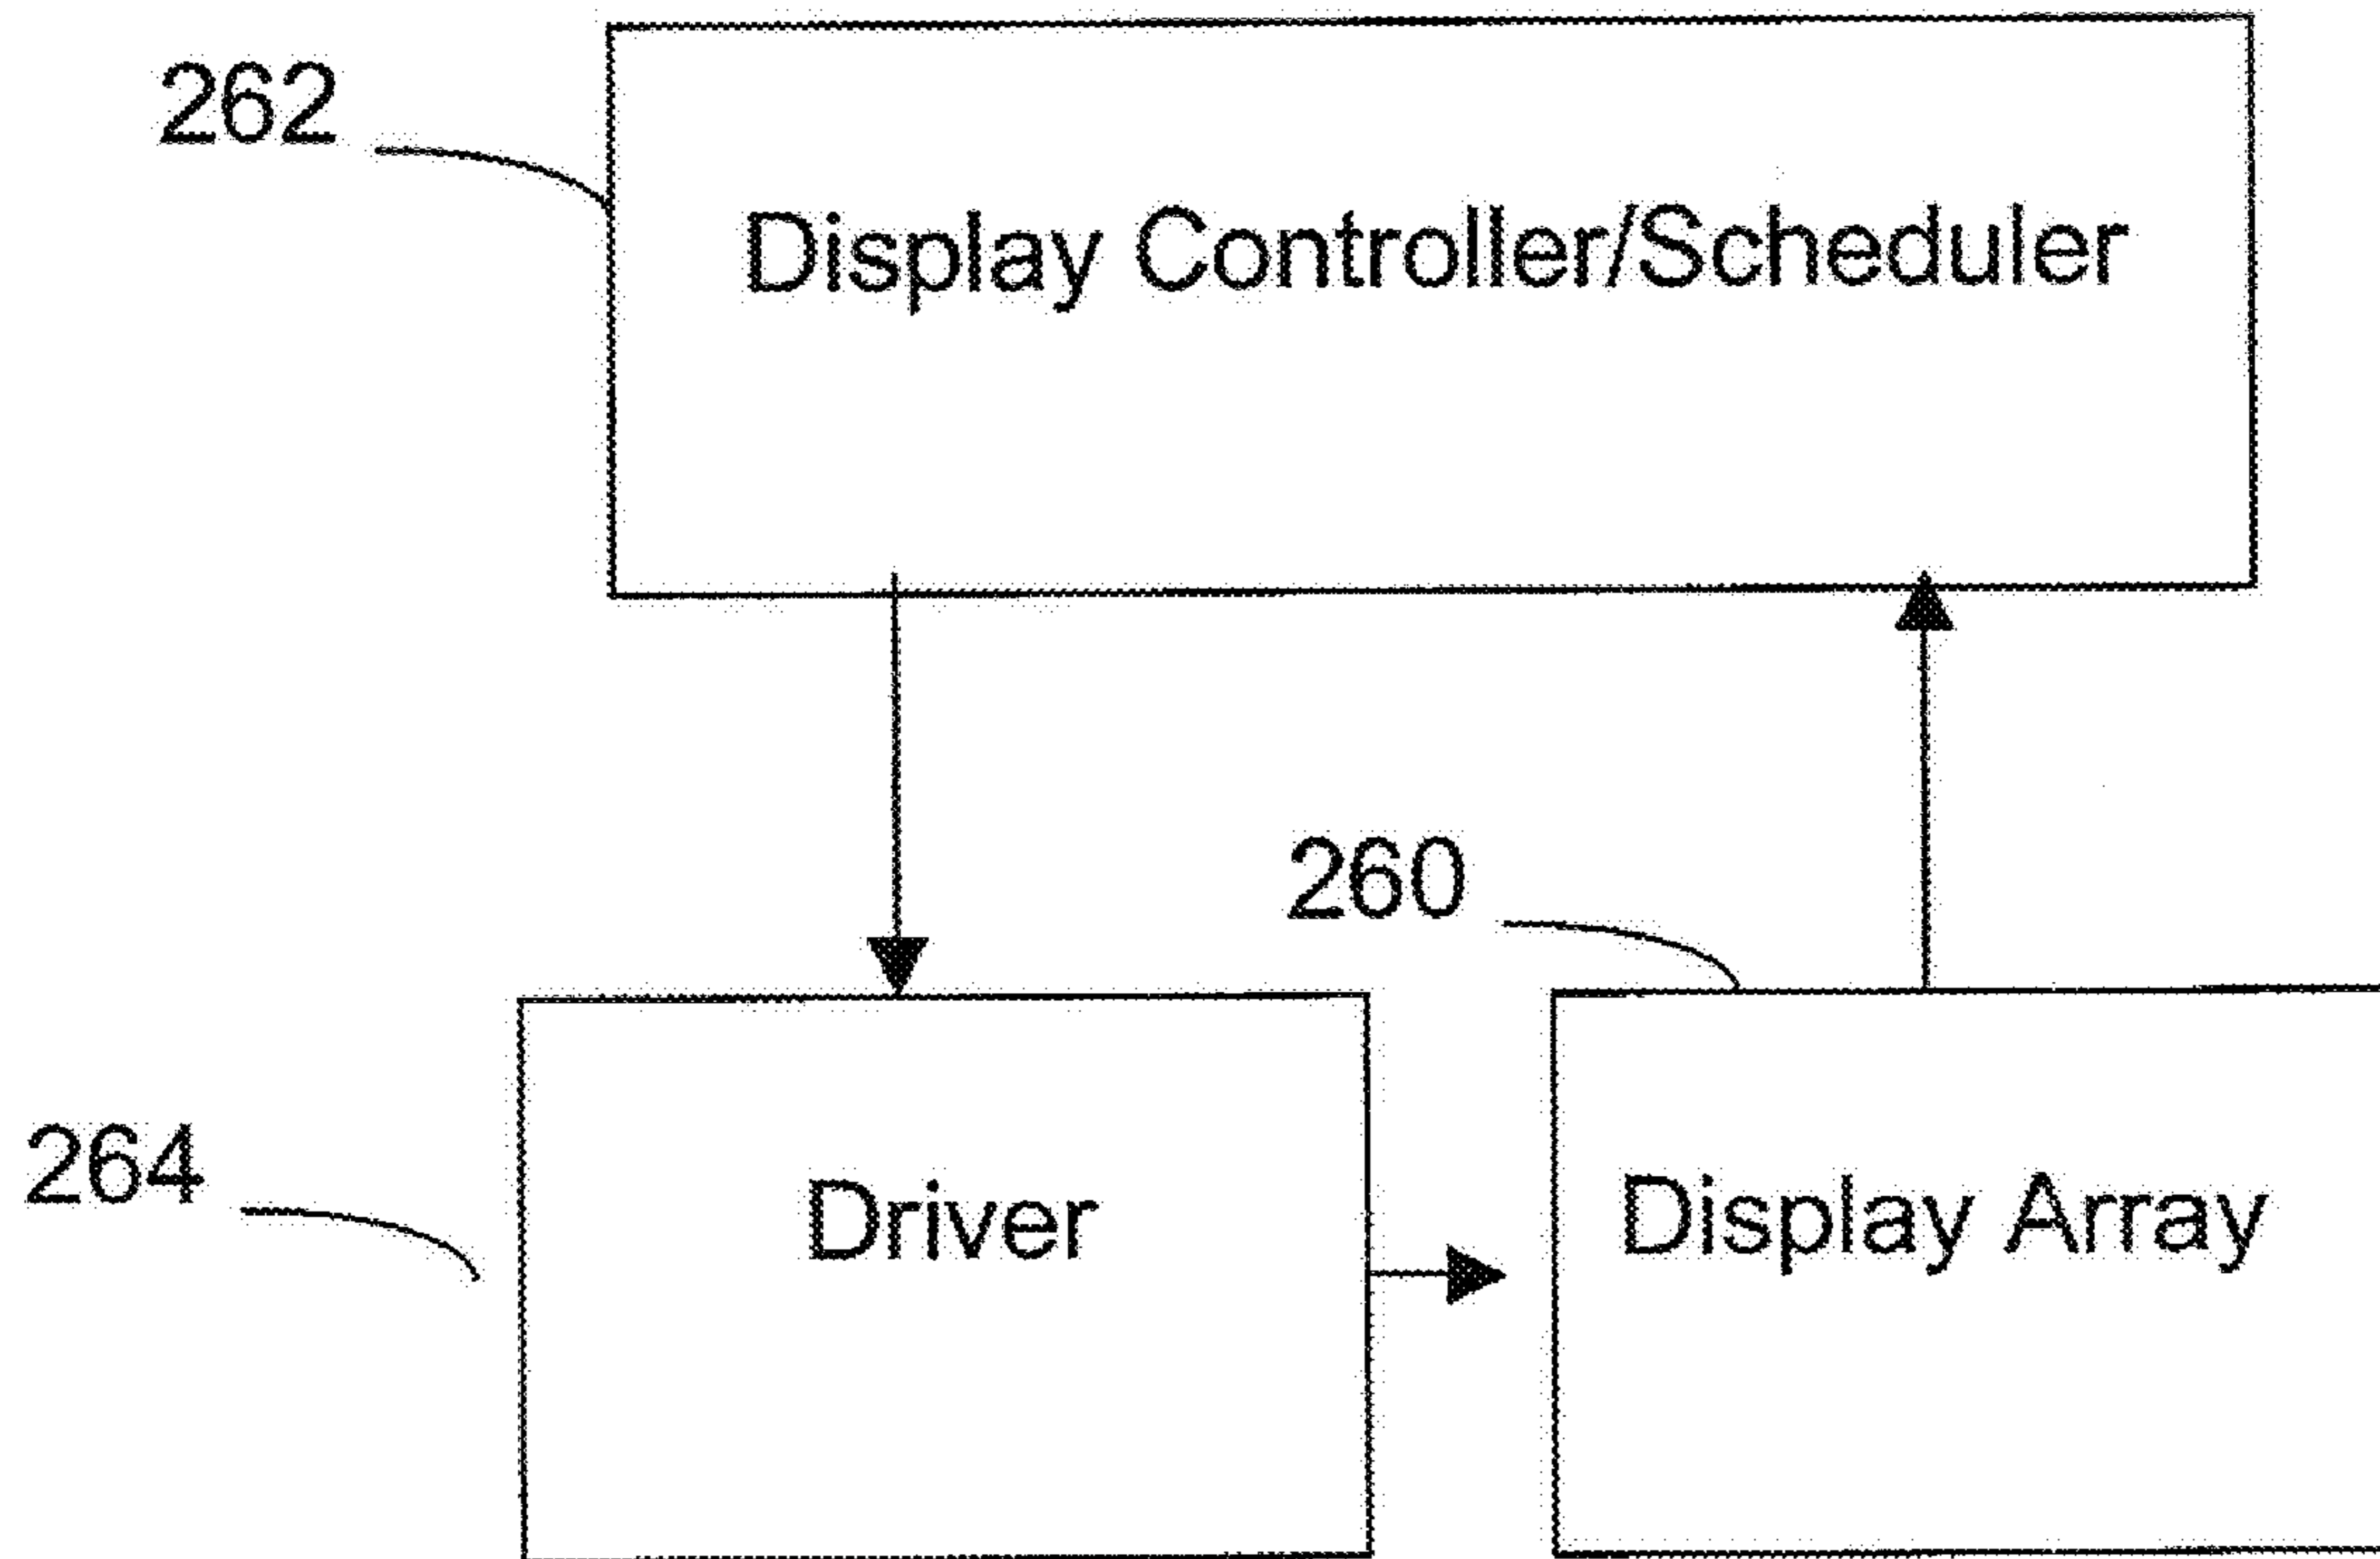 262
Display Controller/Scheduler
260
264
Driver
Display Array